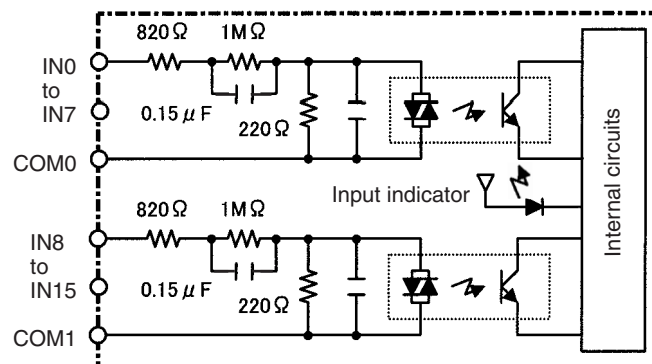 820Ω
1MΩ
IN0
to
IN7
0.15μF
220Ω
COM0
Input indicator
Internal circuits
820Ω
1MΩ
IN8
to
IN15
0.15μF
220Ω
COM1